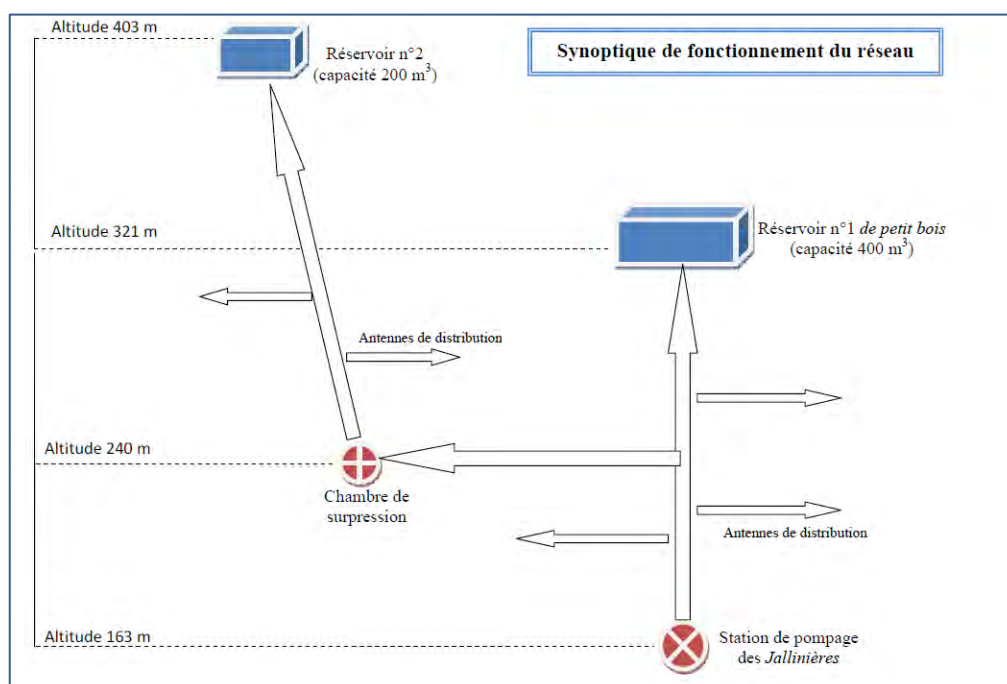 Altitude 403 m
Synoptique de fonctionnement du réseau
Réservoir n°2
(capacité 200 m³)
Altitude 321 m
Réservoir n°1 de petit bois
(capacité 400 m³)
Antennes de distribution
Altitude 240 m
Chambre de
surpression
Antennes de distribution
Altitude 163 m
Station de pompage
des Jallinières